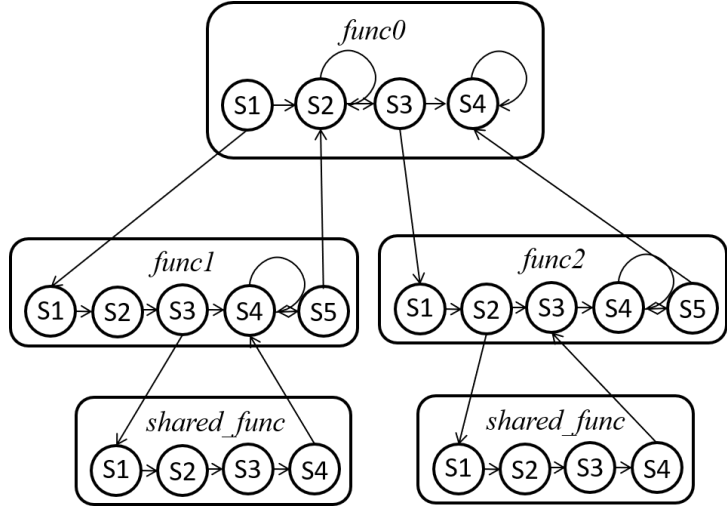 func0
S1 S2 S3 S4
func1
S1 S2 S3 S4 S5
func2
S1 S2 S3 S4 S5
shared_func
S1 S2 S3 S4
shared_func
S1 S2 S3 S4